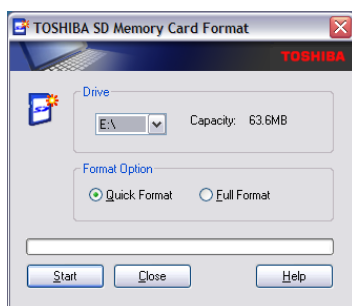 TOSHIBA SD Memory Card Format
TOSHIBA
Drive
E:\ Capacity: 63.6MB
Format Option
Quick Format Full Format
Start Close Help